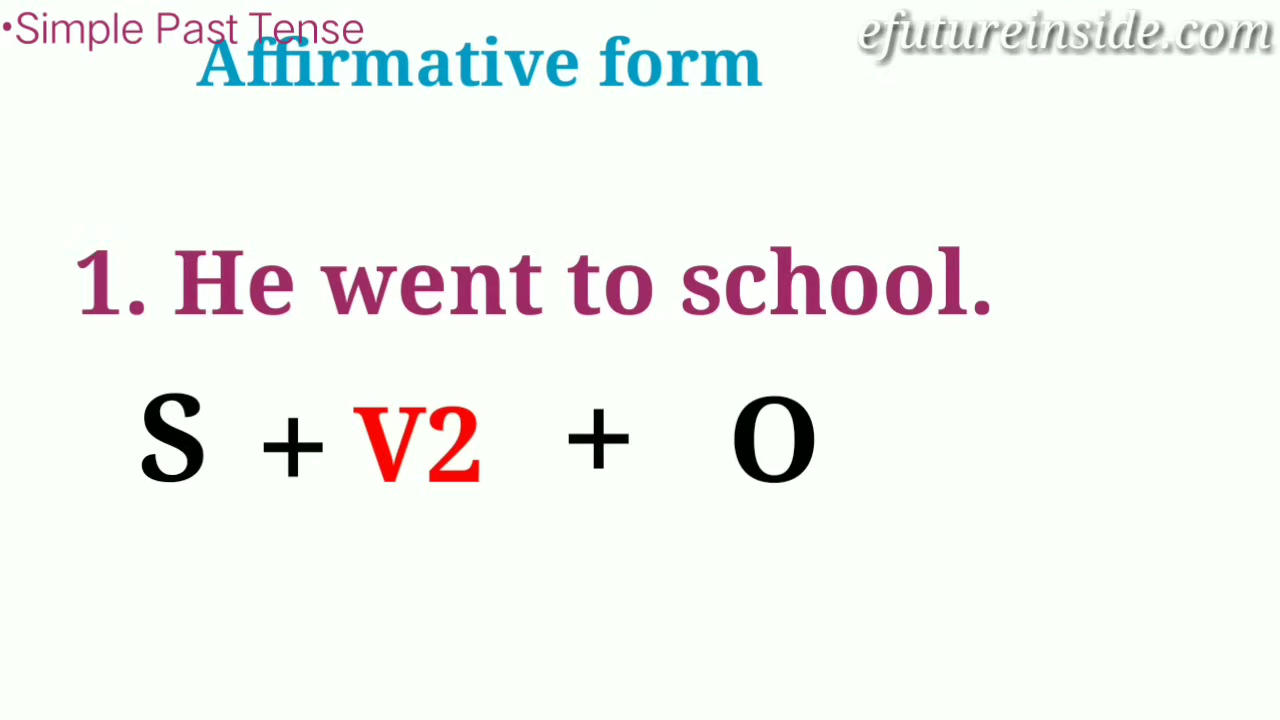 •Simple Past Tense
efutureinside.com
Affirmative form
1. He went to school.
S + V2 + O